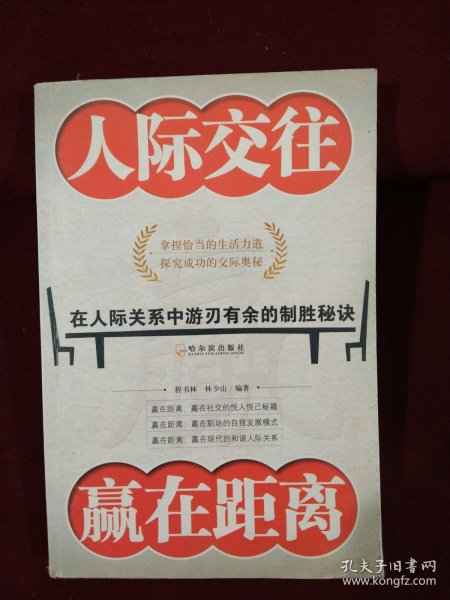 人际交往
拿捏恰当的生活力道
探究成功的交际奥秘
在人际关系中游刃有余的制胜秘诀
哈尔滨出版社
HARBIN PUBLISHING HOUSE
程书林 林少山/编著
赢在距离，赢在社交的悦人悦己秘籍
赢在距离，赢在职场的自我发展模式
赢在距离，赢在现代的和谐人际关系
赢在距离
孔夫子旧书网
www.kongfz.com